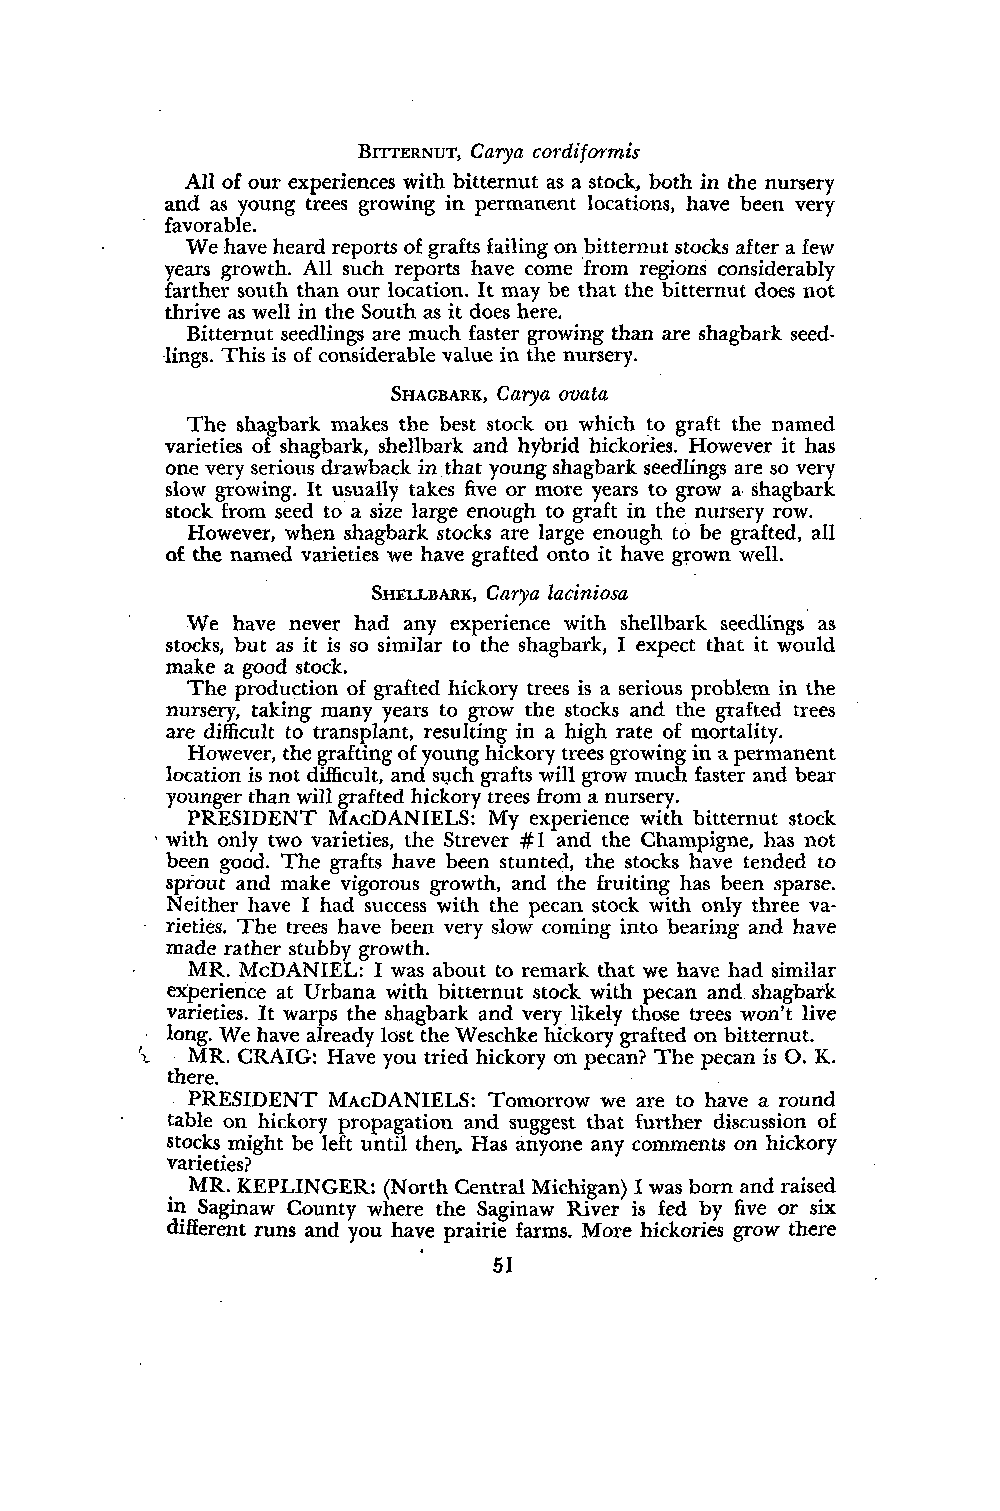 BITTERNUT, Carya cordiformis
All of our experiences with bitternut as a stock, both in the nursery
and as young trees growing in permanent locations, have been very
favorable.
We have heard reports of grafts failing on bitternut stocks after a few
years growth. All such reports have come from regions considerably
farther south than our location. It may be that the bitternut does not
thrive as well in the South as it does here.
Bitternut seedlings are much faster growing than are shagbark seed-
lings. This is of considerable value in the nursery.
SHAGBARK, Carya ovata
The shagbark makes the best stock on which to graft the named
varieties of shagbark, shellbark and hybrid hickories. However it has
one very serious drawback in that young shagbark seedlings are so very
slow growing. It usually takes five or more years to grow a shagbark
stock from seed to a size large enough to graft in the nursery row.
However, when shagbark stocks are large enough to be grafted, all
of the named varieties we have grafted onto it have grown well.
SHELLBARK, Carya laciniosa
We have never had any experience with shellbark seedlings as
stocks, but as it is so similar to the shagbark, I expect that it would
make a good stock.
The production of grafted hickory trees is a serious problem in the
nursery, taking many years to grow the stocks and the grafted trees
are difficult to transplant, resulting in a high rate of mortality.
However, the grafting of young hickory trees growing in a permanent
location is not difficult, and such grafts will grow much faster and bear
younger than will grafted hickory trees from a nursery.
PRESIDENT MACDANIELS: My experience with bitternut stock
with only two varieties, the Strever #1 and the Champigne, has not
been good. The grafts have been stunted, the stocks have tended to
sprout and make vigorous growth, and the fruiting has been sparse.
Neither have I had success with the pecan stock with only three va-
rieties. The trees have been very slow coming into bearing and have
made rather stubby growth.
MR. McDANIEL: I was about to remark that we have had similar
experience at Urbana with bitternut stock with pecan and shagbark
varieties. It warps the shagbark and very likely those trees won't live
long. We have already lost the Weschke hickory grafted on bitternut.
MR. CRAIG: Have you tried hickory on pecan? The pecan is O. K.
there.
PRESIDENT MACDANIELS: Tomorrow we are to have a round
table on hickory propagation and suggest that further discussion of
stocks might be left until then. Has anyone any comments on hickory
varieties?
MR. KEPLINGER: (North Central Michigan) I was born and raised
in Saginaw County where the Saginaw River is fed by five or six
different runs and you have prairie farms. More hickories grow there
51